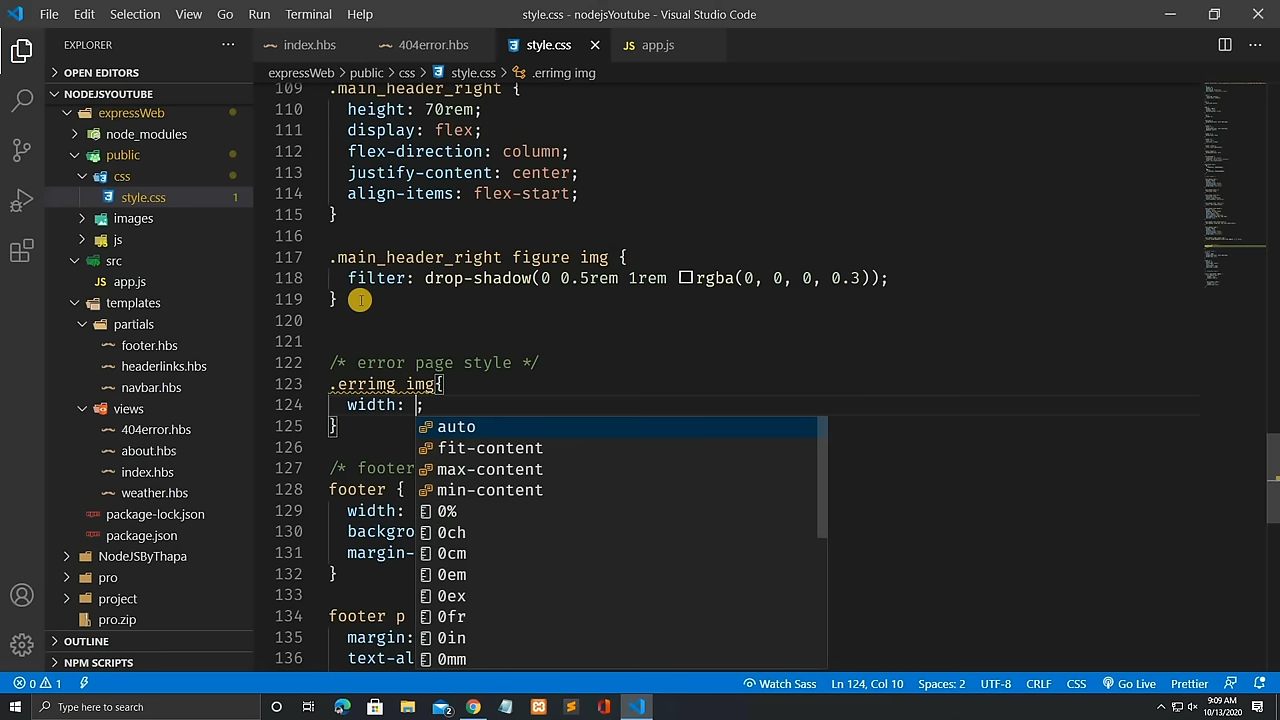 File Edit Selection View Go Run Terminal Help
style.css - nodejsYoutube - Visual Studio Code
EXPLORER
index.hbs 404error.hbs style.css JS app.js
OPEN EDITORS
expressWeb > public > css > style.css > .errimg img
NODEJSYOUTUBE
expressWeb
node_modules
public
css
style.css 1
images
js
src
JS app.js
templates
partials
footer.hbs
headerlinks.hbs
navbar.hbs
views
404error.hbs
about.hbs
index.hbs
weather.hbs
package-lock.json
package.json
NodeJSByThapa
pro
project
pro.zip
OUTLINE
NPM SCRIPTS
109 .main_header_right {
110 height: 70rem;
111 display: flex;
112 flex-direction: column;
113 justify-content: center;
114 align-items: flex-start;
115 }
116
117 .main_header_right figure img {
118 filter: drop-shadow(0 0.5rem 1rem rgba(0, 0, 0, 0.3));
119 }
120
121
122 /* error page style */
123 .errimg img{
124 width: ;
125 }
126
127 /* footer
128 footer {
129 width:
130 backgro
131 margin-
132 }
133
134 footer p
135 margin:
136 text-al
auto
fit-content
max-content
min-content
0%
0ch
0cm
0em
0ex
0fr
0in
0mm
0 1 Watch Sass Ln 124, Col 10 Spaces: 2 UTF-8 CRLF CSS Go Live Prettier
Type here to search
2
9:09 AM
10/13/2020